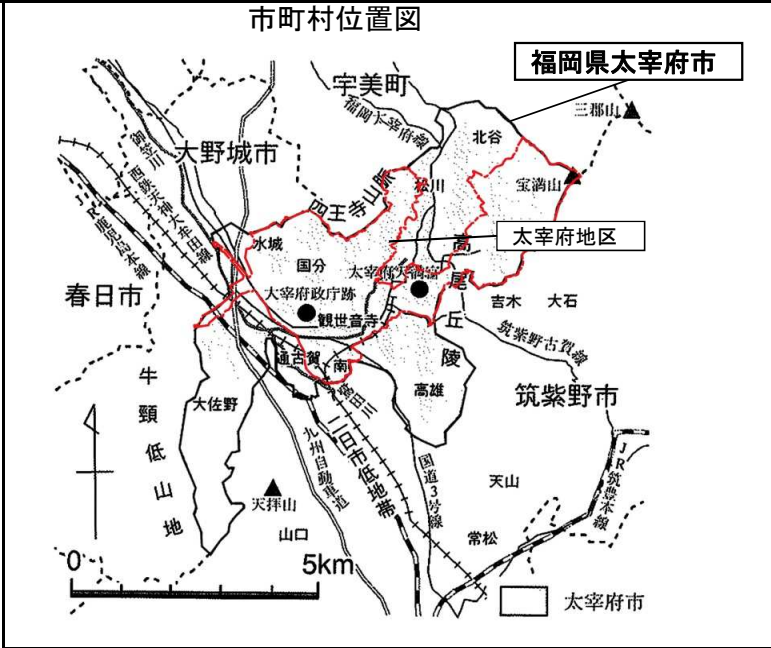 市町村位置図
宇美町
福岡県太宰府市
三郡山
北谷
福岡太宰府線
御笠川
大野城市
西鉄天神大牟田線
JR鹿児島本線
四王寺山脈
松川
宝満山
水城
太宰府地区
国分
高尾丘陵
太宰府天満宮
太宰府政庁跡
春日市
観世音寺
吉木
大石
筑紫野古賀線
通古賀
南
高雄
牛頸低山地
大佐野
筑紫野市
鷺田川
二日市低地帯
九州自動車道
国道3号線
JR筑豊本線
天山
天拝山
山口
常松
0
5km
太宰府市